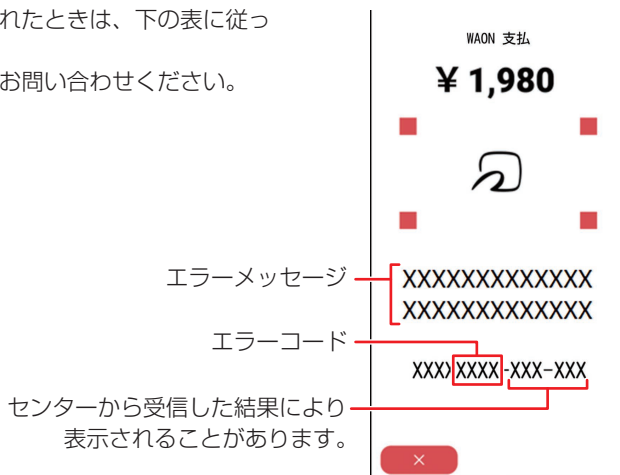 れたときは、下の表に従っ
お問い合わせください。
WAON 支払
¥ 1,980
エラーメッセージ
XXXXXXXXXXXXX
XXXXXXXXXXXXX
エラーコード
XXXXXXXX-XXX-XXX
センターから受信した結果により
表示されることがあります。
×